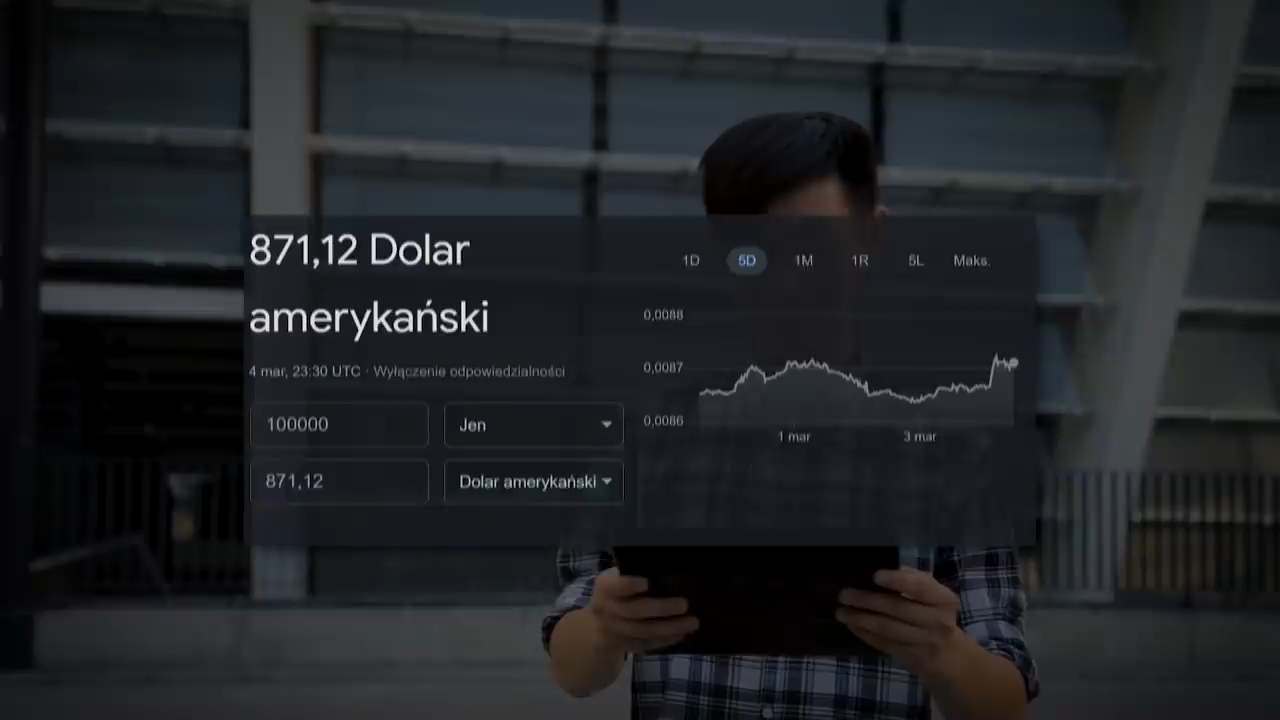 871,12 Dolar
amerykański
4 mar, 23:30 UTC · Wyłączenie odpowiedzialności
100000
Jen
871,12
Dolar amerykański
1D 5D 1M 1R 5L Maks.
0,0088
0,0087
0,0086
1 mar
3 mar